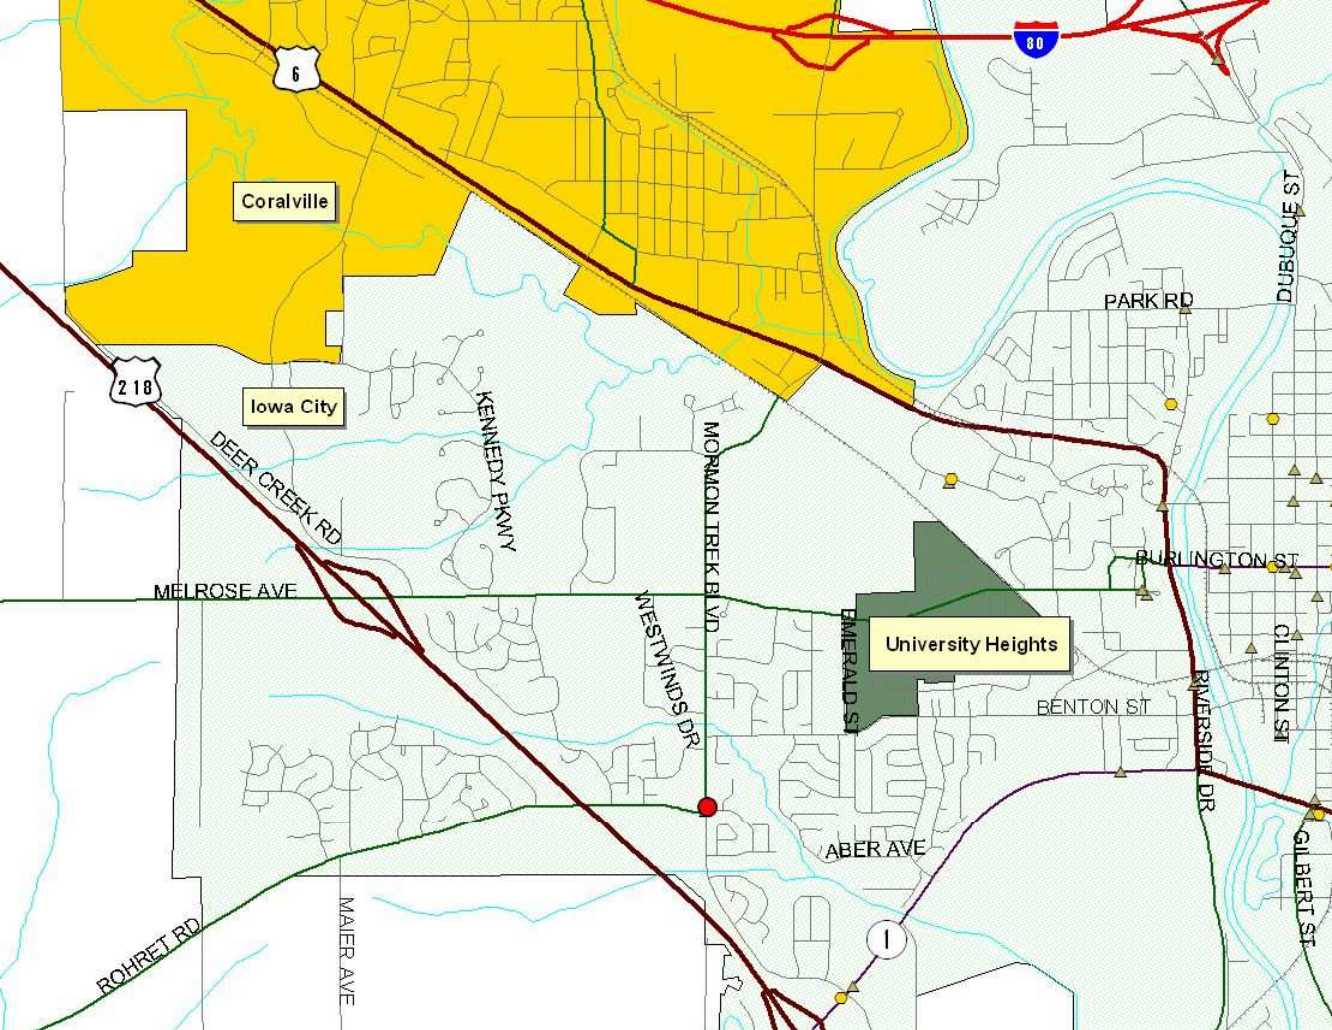 80
6
Coralville
DUBUQUE ST
PARK RD
218
Iowa City
KENNEDY PKWY
MORMON TREK BLVD
DEER CREEK RD
BURLINGTON ST
MELROSE AVE
WESTWINDS DR
EMERALD ST
University Heights
CLINTON ST
BENTON ST
RIVERSIDE DR
ABER AVE
GILBERT ST
MAIER AVE
ROHRET RD
1